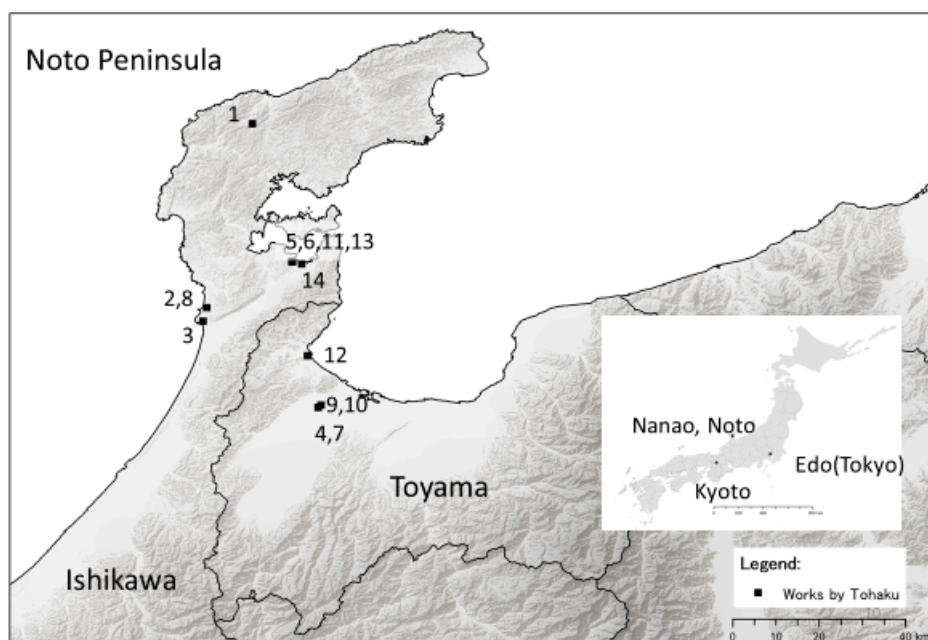 Noto Peninsula
1
5,6,11,13
14
2,8
3
12
9,10
4,7
Toyama
Ishikawa
Nanao, Noto
Edo(Tokyo)
Kyoto
Legend:
Works by Tohaku
0 10 20 40 km